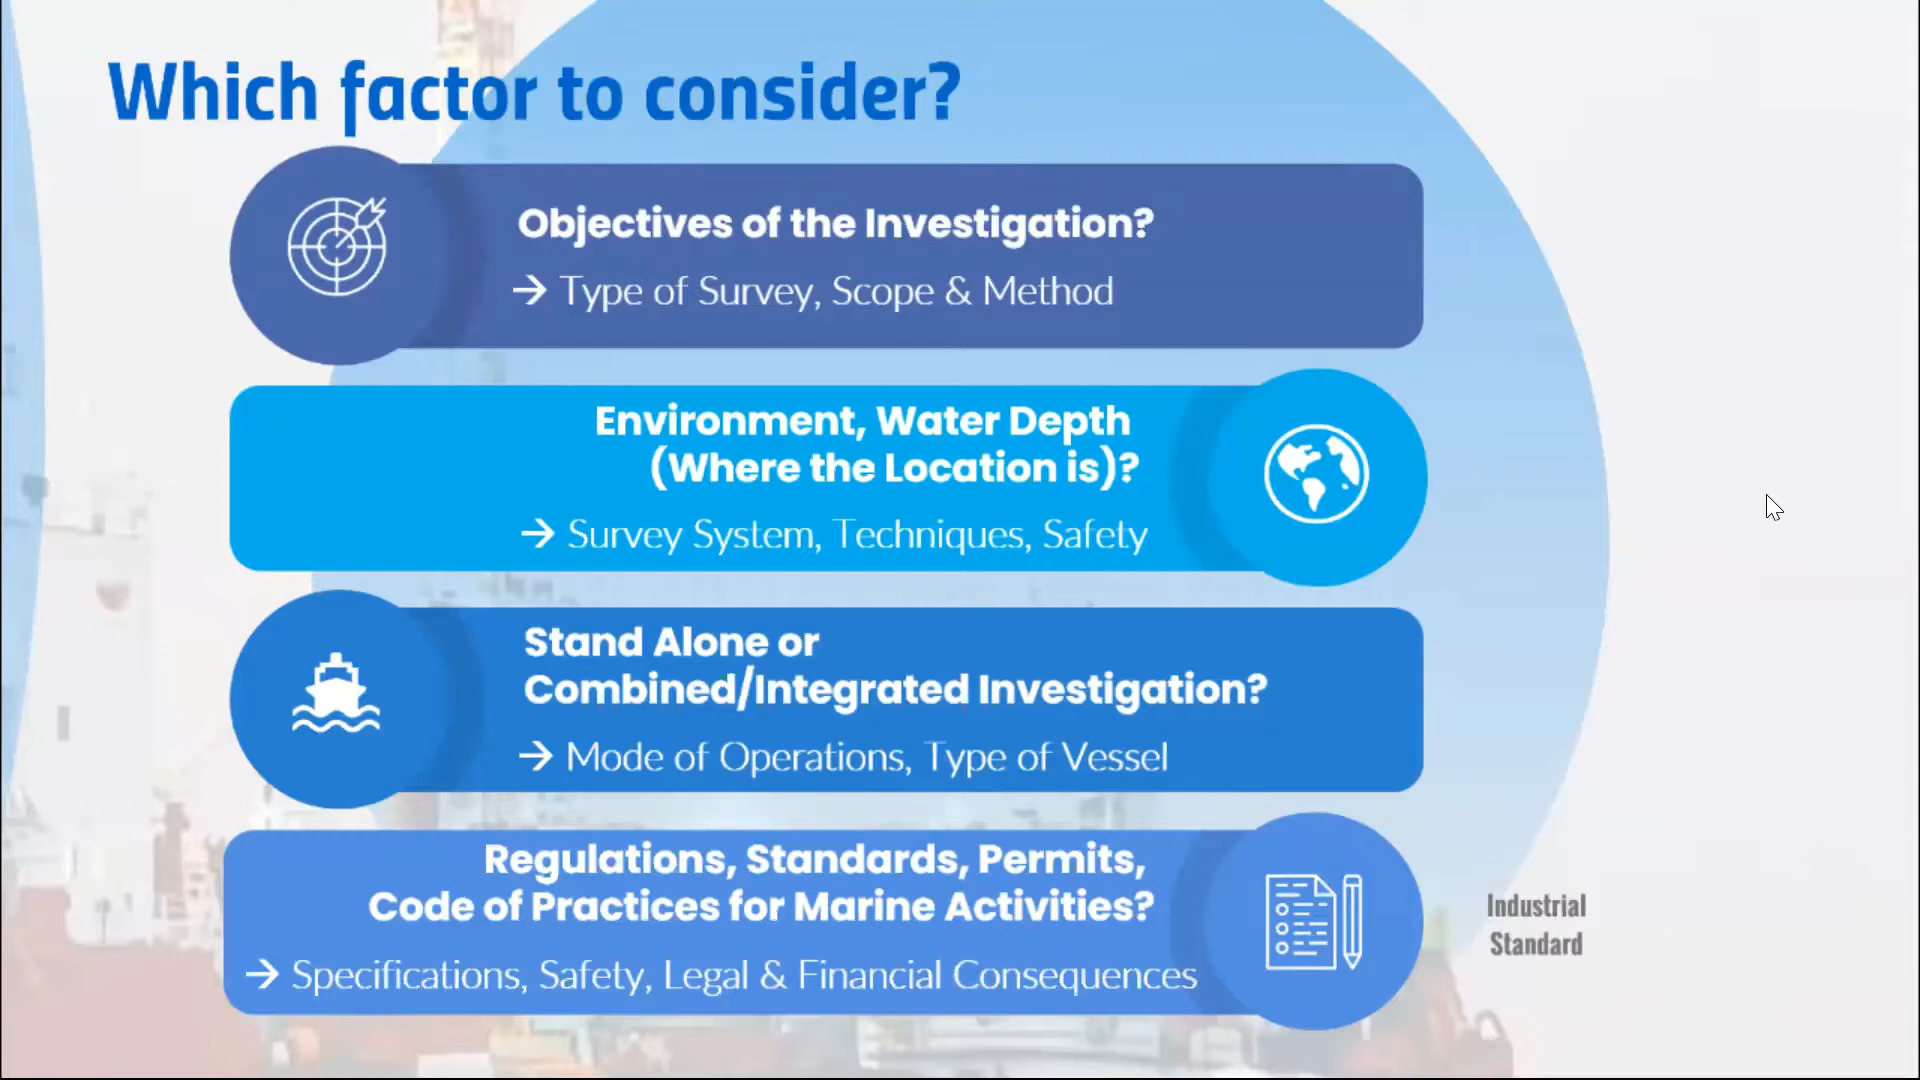 Which factor to consider?
Objectives of the Investigation?
→ Type of Survey, Scope & Method
Environment, Water Depth
(Where the Location is)?
→ Survey System, Techniques, Safety
Stand Alone or
Combined/Integrated Investigation?
→ Mode of Operations, Type of Vessel
Regulations, Standards, Permits,
Code of Practices for Marine Activities?
→ Specifications, Safety, Legal & Financial Consequences
Industrial
Standard